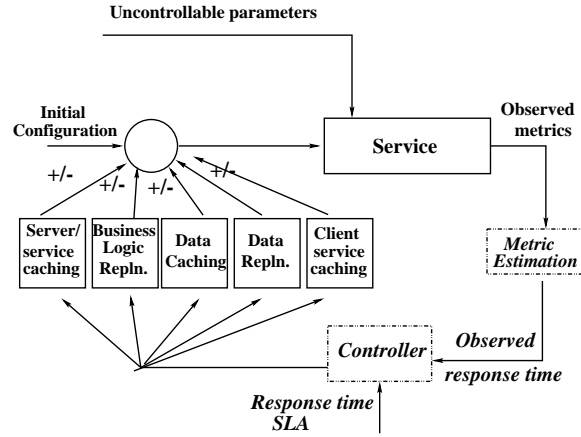 Uncontrollable parameters
Initial
Configuration
Observed
metrics
Service
+/-
+/-
+/-
+/-
Server/
service
caching
Business
Logic
Repln.
Data
Caching
Data
Repln.
Client
service
caching
Metric
Estimation
Controller
Observed
response time
Response time
SLA